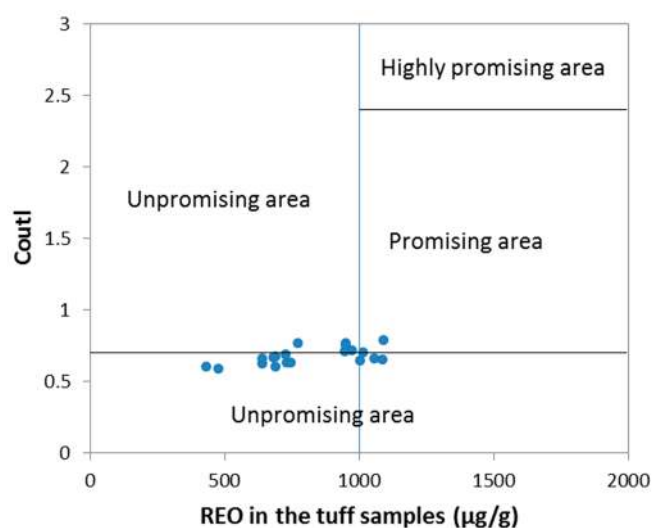 3
Highly promising area
2.5
2
Unpromising area
1.5
Promising area
Coutl
1
0.5
Unpromising area
0
0
500
1000
1500
2000
REO in the tuff samples (μg/g)